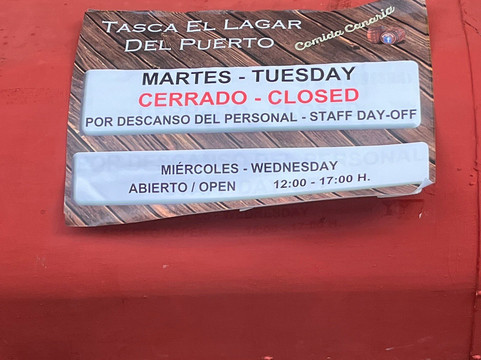 Tasca El Lagar
Del Puerto
Comida Canaria
MARTES - TUESDAY
CERRADO - CLOSED
POR DESCANSO DEL PERSONAL - STAFF DAY-OFF
MIÉRCOLES - WEDNESDAY
ABIERTO / OPEN 12:00 - 17:00 H.